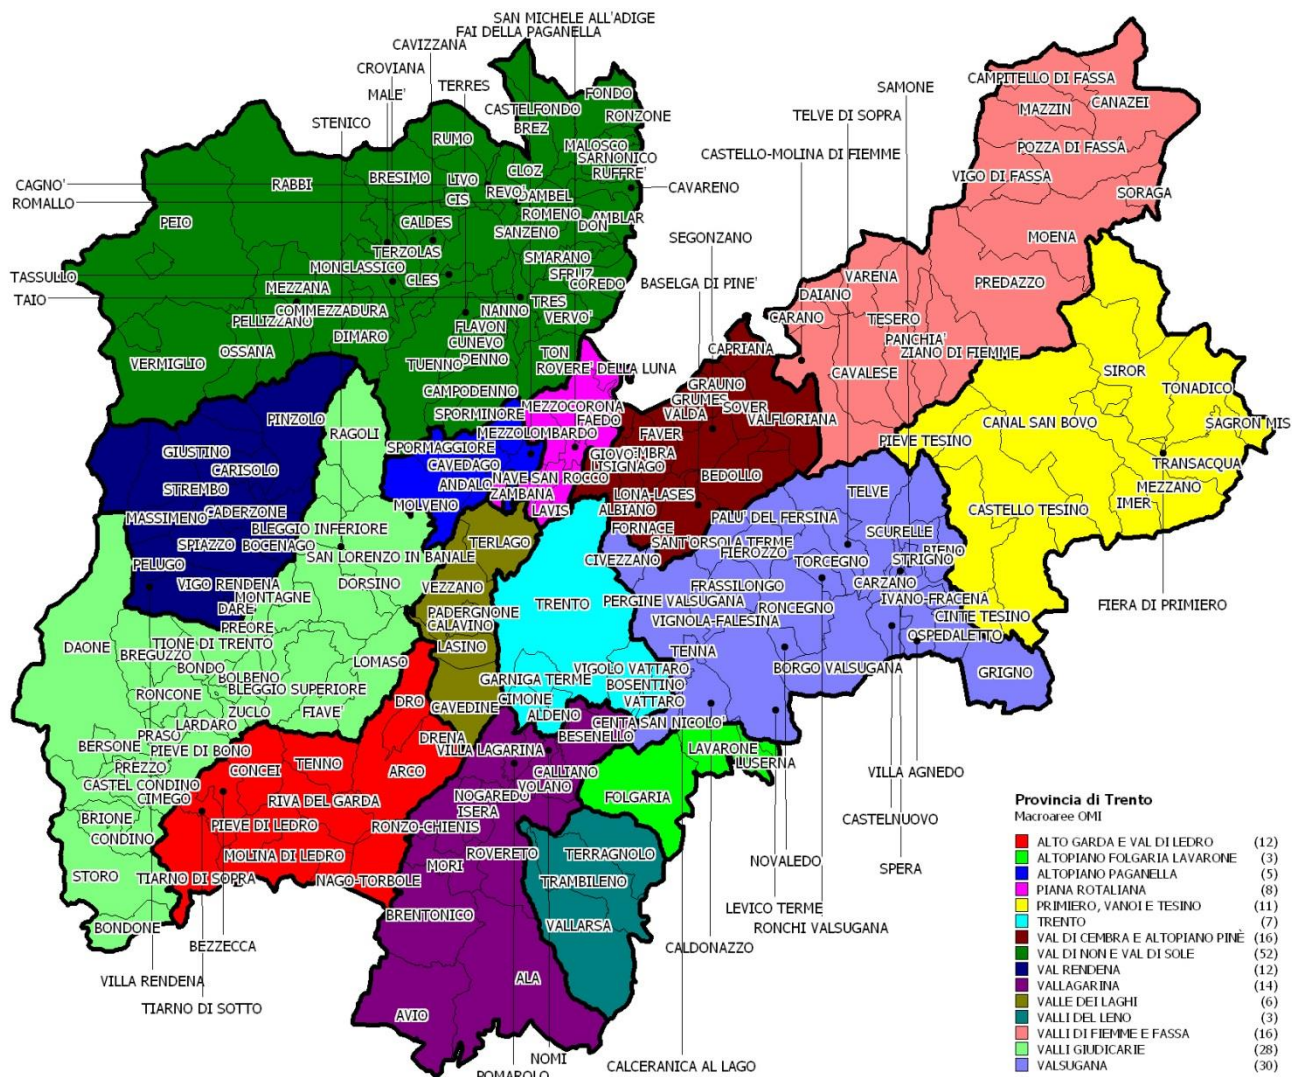 SAN MICHELE ALL'ADIGE
FAI DELLA PAGANELLA
CAVIZZANA
CROVIANA
MALE'
TERRES
STENICO
SAMONE
TELVE DI SOPRA
CASTELLO-MOLINA DI FIEMME
CAMPITELLO DI FASSA
CANAZEI
MAZZIN
POZZA DI FASSA
VIGO DI FASSA
SORAGA
MOENA
FONDO
CASTELFONDO
RONZONE
BREZ
RUMO
MALOSCO
SARNONICO
RUFFRE'
CLOZ
CAGNO'
RABBI
BRESIMO
LIVO
REVO'
CAVARENO
ROMALLO
CIS
DAMBEL
PEIO
CALDES
ROMENO
AMBLAR
DON
SANZENO
SEGONZANO
TERZOLAS
SMARANO
TASSULLO
MONCLASSICO
CLES
SFRUZ
COREDO
BASELGA DI PINE'
VARENA
PREDAZZO
TAIO
MEZZANA
COMMEZZADURA
NANNO
TRES
DAIANO
CARANO
TESERO
PELLIZZANO
FLAVON
VERVO'
DIMARO
CUNEVO
PANCHIA'
OSSANA
DENNO
TON
CAPRIANA
ZIANO DI FIEMME
VERMIGLIO
TUENNO
ROVERE' DELLA LUNA
CAVALESE
SIROR
GRAUNO
TONADICO
CAMPODENNO
GRUMES
SPORMINORE
MEZZOCORONA
VALDA
SOVER
PINZOLO
FAEDO
VALFLORIANA
CANAL SAN BOVO
SAGRON MIS
RAGOLI
MEZZOLOMBARDO
FAVER
PIEVE TESINO
GIUSTINO
SPORMAGGIORE
GIOVO
LISIGNAGO
CARISOLO
CAVEDAGO
BEDOLLO
TRANSACQUA
STREMBO
ANDALO
NAVE SAN ROCCO
TELVE
MEZZANO
ZAMBANA
LONA-LASES
IMER
MASSIMENO
CADERZONE
MOLVENO
LAVIS
ALBIANO
PALU' DEL FERSINA
CASTELLO TESINO
BLEGGIO INFERIORE
FORNACE
SCURELLE
SPIAZZO
BOCENAGO
TERLAGO
SANT'ORSOLA TERME
BIENO
SAN LORENZO IN BANALE
CIVEZZANO
FIEROZZO
PELUGO
TORCEGNO
STRIGNO
VIGO RENDENA
DORSINO
VEZZANO
FRASSILONGO
CARZANO
MONTAGNE
TRENTO
PERGINE VALSUGANA
IVANO-FRACENA
FIERA DI PRIMIERO
DARE'
PADERGNONE
RONCEGNO
CINTE TESINO
PREORE
CALAVINO
VIGNOLA-FALESINA
TIONE DI TRENTO
OSPEDALETTO
DAONE
BREGUZZO
LASINO
TENNA
BONDO
LOMASO
VIGOLO VATTARO
BORGO VALSUGANA
GRIGNO
BOLBENO
GARNIGA TERME
BOSENTINO
RONCONE
BLEGGIO SUPERIORE
DRO
CIMONE
VATTARO
ZUCLO
FIAVE'
CAVEDINE
ALDENO
LARDARO
CENTA SAN NICOLO'
PRASO
DRENA
BESENELLO
BERSONE
PIEVE DI BONO
VILLA LAGARINA
LAVARONE
PREZZO
CONCEI
TENNO
ARCO
CALLIANO
LUSERNA
VILLA AGNEDO
CASTEL CONDINO
VOLANO
CIMEGO
RIVA DEL GARDA
NOGAREDO
FOLGARIA
BRIONE
ISERA
CASTELNUOVO
PIEVE DI LEDRO
RONZO-CHIENIS
CONDINO
ROVERETO
MOLINA DI LEDRO
MORI
TERRAGNOLO
NOVALEDO
SPERA
STORO
TIARNO DI SOPRA
NAGO-TORBOLE
TRAMBILENO
LEVICO TERME
BRENTONICO
VALLARSA
RONCHI VALSUGANA
BONDONE
BEZZECCA
CALDONAZZO
VILLA RENDENA
ALA
TIARNO DI SOTTO
AVIO
NOMI
CALCERANICA AL LAGO
POMAROLO
Provincia di Trento
Macroaree OMI
ALTO GARDA E VAL DI LEDRO (12)
ALTOPIANO FOLGARIA LAVARONE (3)
ALTOPIANO PAGANELLA (5)
PIANA ROTALIANA (8)
PRIMIERO, VANOI E TESINO (11)
TRENTO (7)
VAL DI CEMBRA E ALTOPIANO PINÈ (16)
VAL DI NON E VAL DI SOLE (52)
VAL RENDENA (12)
VALLAGARINA (14)
VALLE DEI LAGHI (6)
VALLI DEL LENO (3)
VALLI DI FIEMME E FASSA (16)
VALLI GIUDICARIE (28)
VALSUGANA (30)